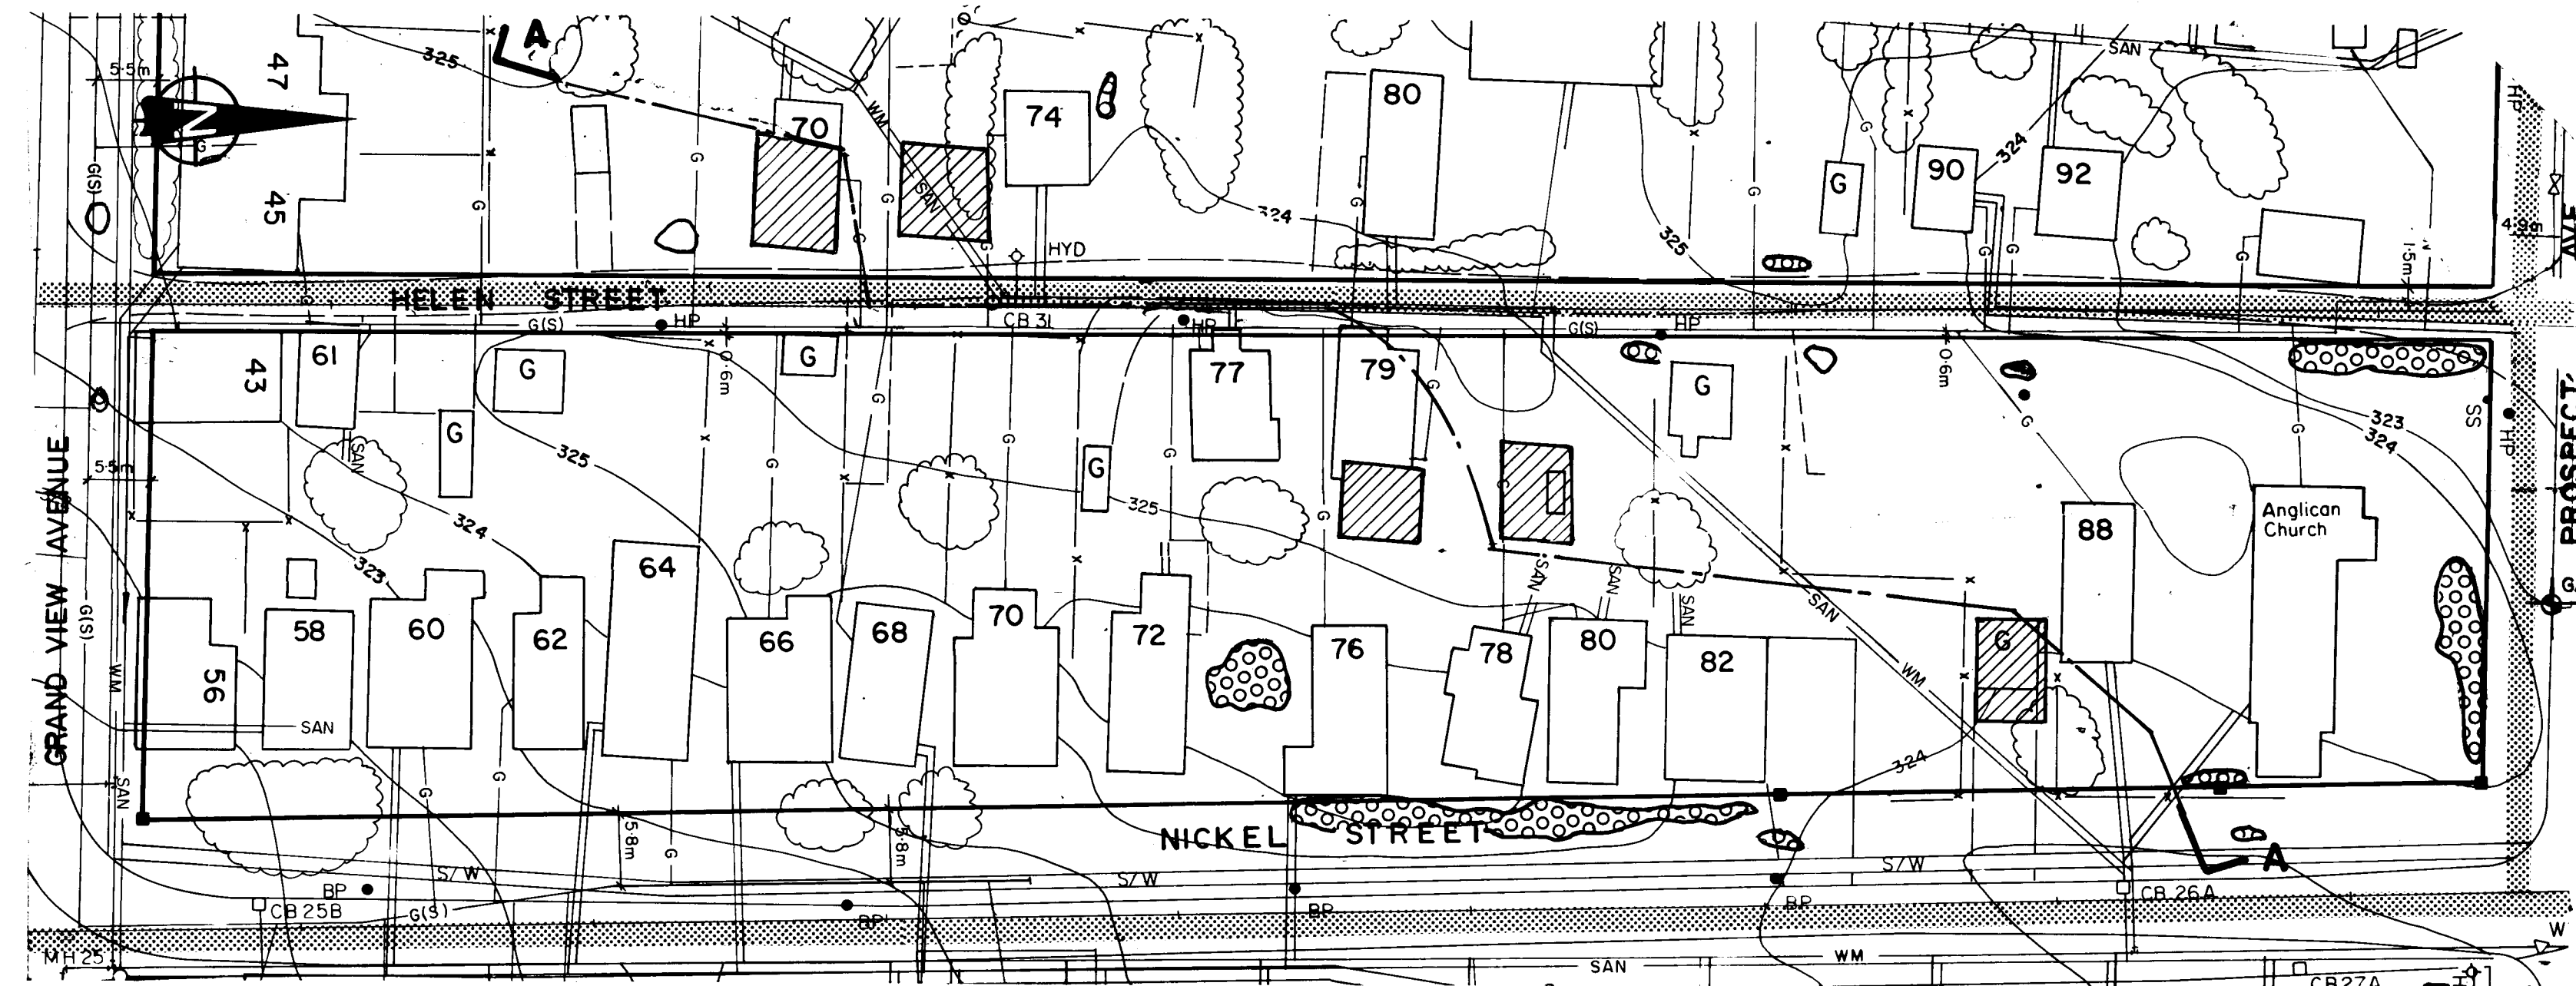 A
47
325
5.5m
N
G
G(S)
45
70
WM
SAN
G
G
G
G
G
74
HYD
80
324
G
325
G
G
G
90
324
92
G
G
G
SAN
HP
4.9m
1.5m
AVE
HELEN STREET
G(S)
HP
CB 31
HP
G(S)
HP
43
61
G
0.6m
G
G
77
79
G
G
0.6m
G
323
324
SS
HP
PROSPECT
GRAND VIEW AVENUE
5.5m
SAN
G
325
G
G
G
G
325
G
G
G
Anglican
Church
88
324
323
64
SAN
SAN
SAN
SAN
G
G(S)
WM
56
58
60
62
66
68
70
72
76
78
80
82
WM
G
SAN
SAN
G
G
324
5.8m
G
5.8m
NICKEL STREET
A
S/W
S/W
S/W
BP
CB 25B
G(S)
BP
BP
BP
CB 26A
MH 25
SAN
WM
W
CB 27A